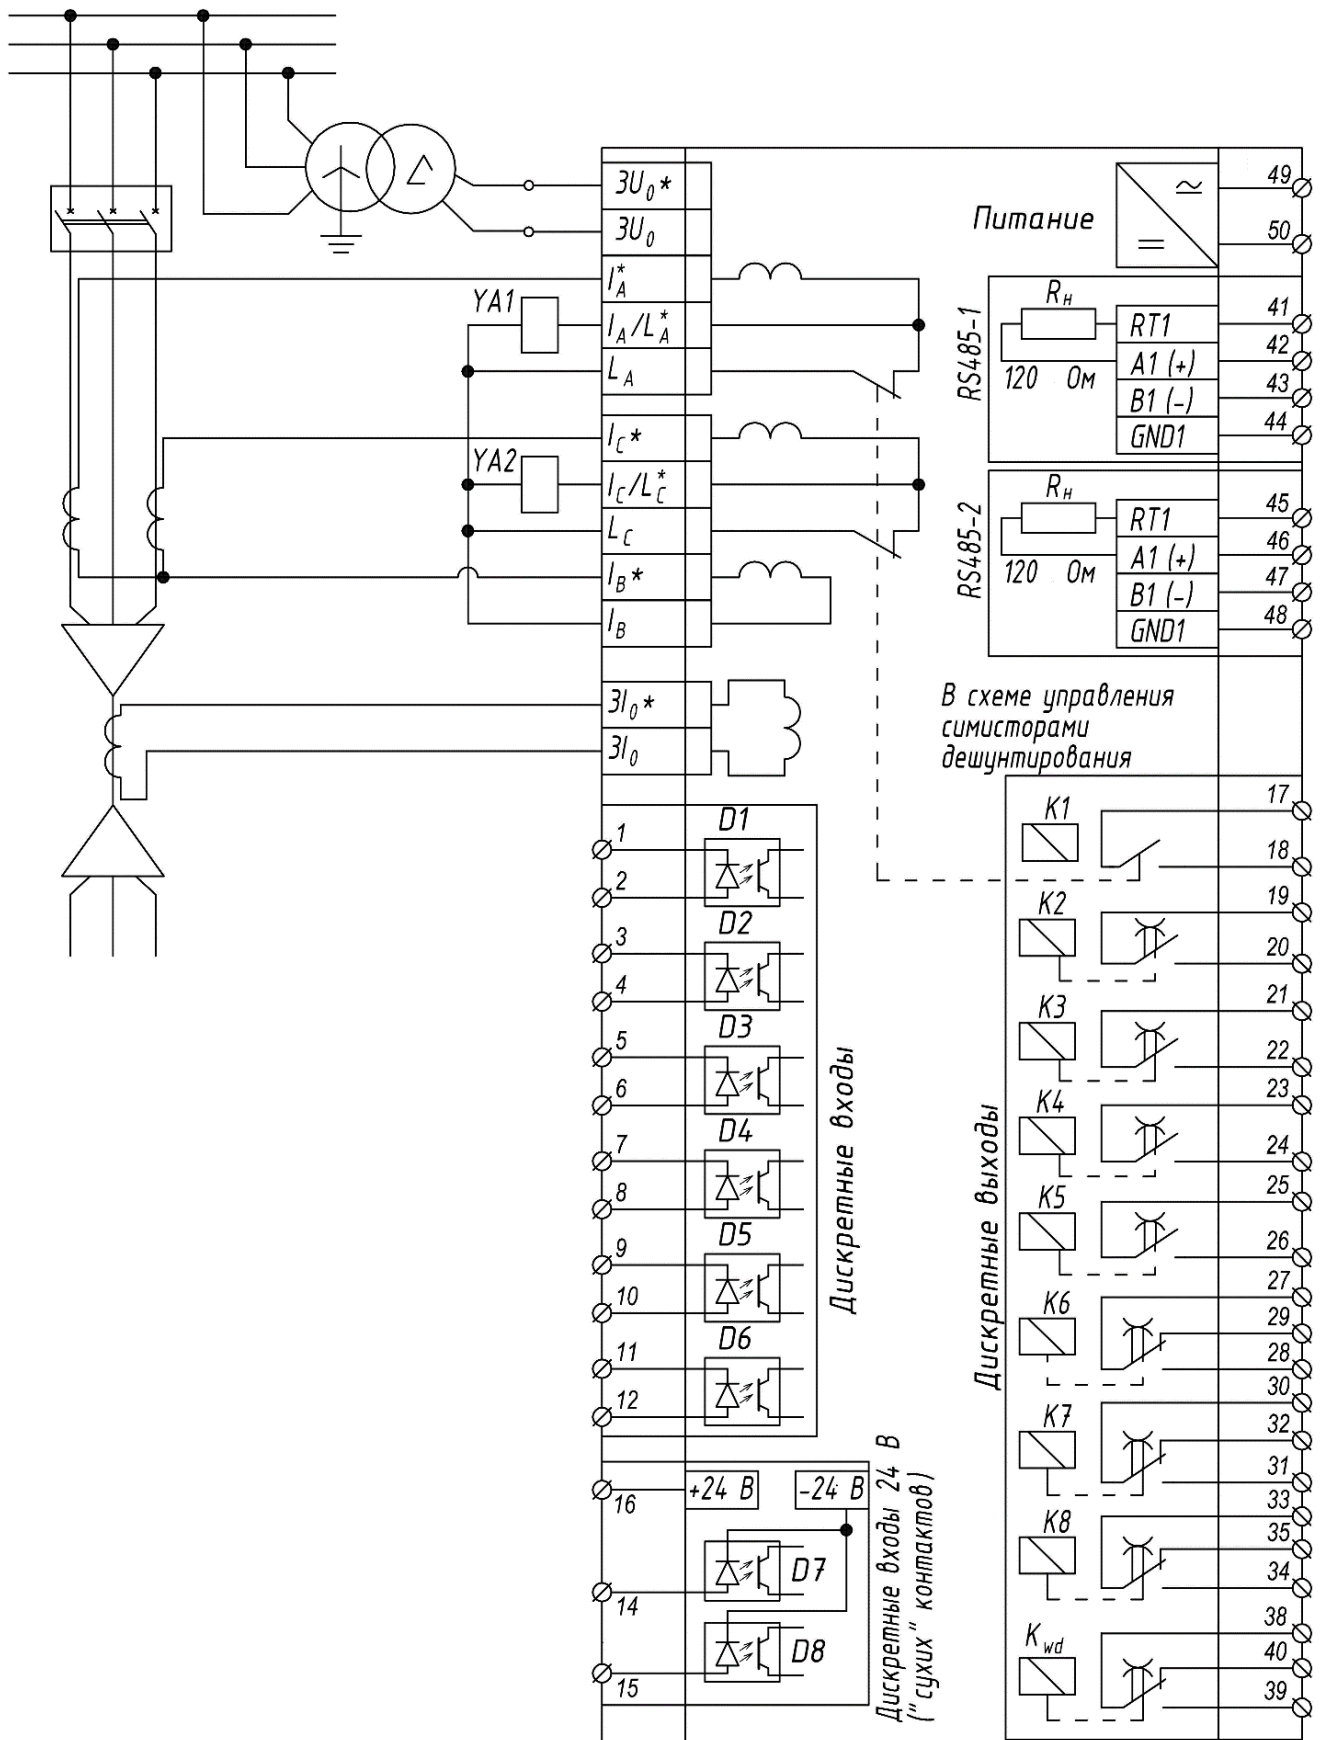 3U₀*
3U₀
I*A
YA1
IA/L*A
LA
IC*
YA2
IC/L*C
LC
IB*
IB
3I₀*
3I₀
Питание
49
50
RS485-1
Rн
120 Ом
RT1
A1 (+)
B1 (-)
GND1
41
42
43
44
RS485-2
Rн
120 Ом
RT1
A1 (+)
B1 (-)
GND1
45
46
47
48
В схеме управления
симисторами
дешунтирования
D1
1
2
D2
3
4
D3
5
6
D4
7
8
D5
9
10
D6
11
12
Дискретные входы
+24 В
-24 В
16
D7
14
D8
15
Дискретные входы 24 В
("сухих" контактов)
Дискретные выходы
K1
17
18
K2
19
20
K3
21
22
K4
23
24
K5
25
26
K6
27
29
28
K7
30
32
31
K8
33
35
34
Kwd
38
40
39